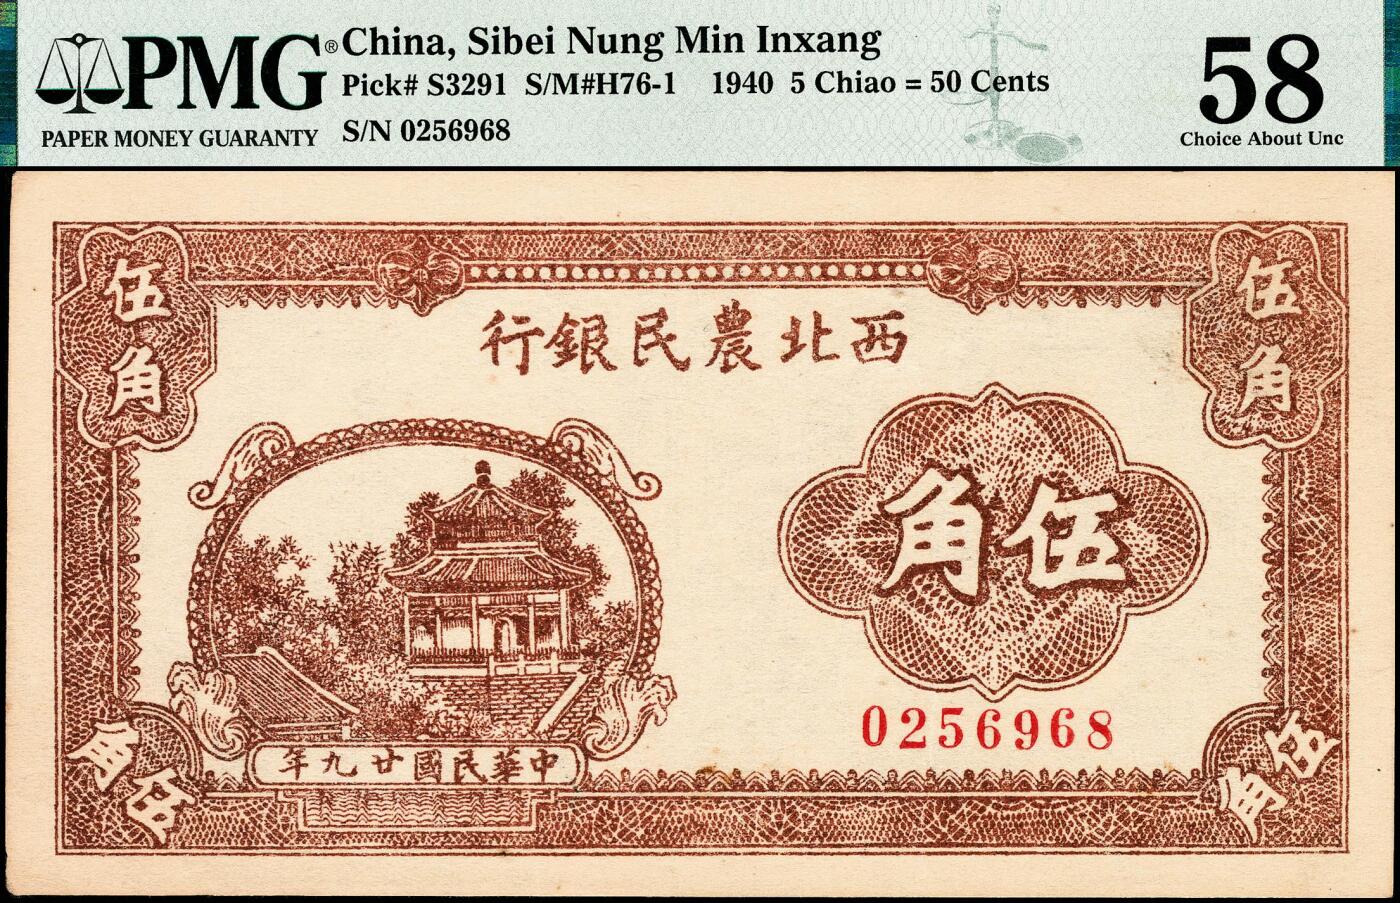 PMG® China, Sibei Nung Min Inxang
Pick# S3291 S/M#H76-1 1940 5 Chiao = 50 Cents
PAPER MONEY GUARANTY S/N 0256968
58
Choice About Unc
伍角
伍角
西北農民銀行
伍角
0256968
中華民國廿九年
伍角
伍角